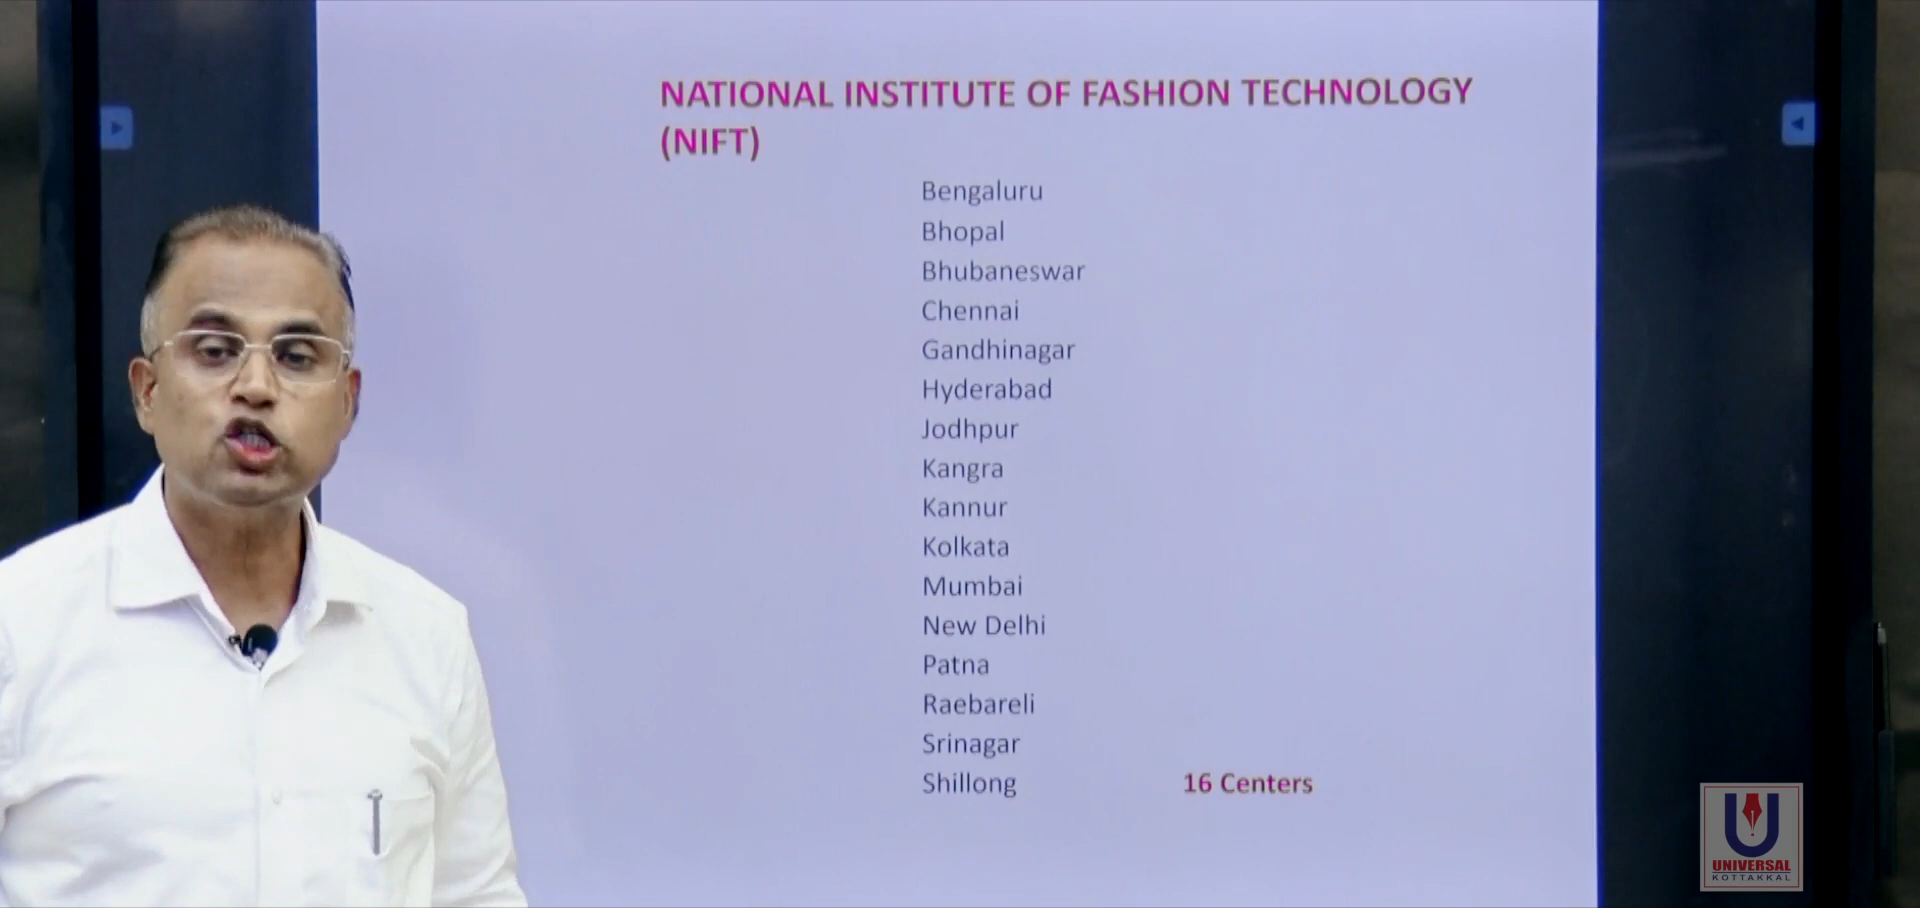 NATIONAL INSTITUTE OF FASHION TECHNOLOGY
(NIFT)
Bengaluru
Bhopal
Bhubaneswar
Chennai
Gandhinagar
Hyderabad
Jodhpur
Kangra
Kannur
Kolkata
Mumbai
New Delhi
Patna
Raebareli
Srinagar
Shillong 16 Centers
UNIVERSAL
KOTTAKKAL